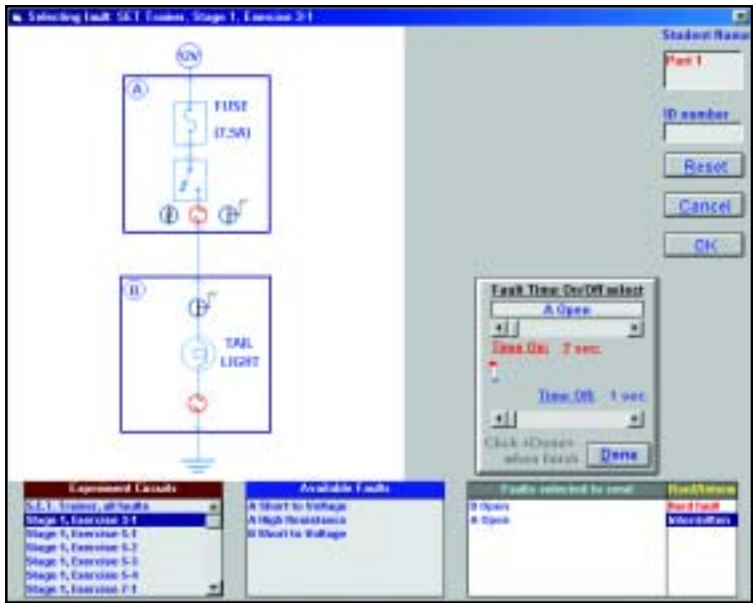 Selecting fault: SET Trainer, Stage 1, Exercise 3-1
Student Name
Part 1
ID number
Reset
Cancel
OK
12V
A
FUSE
(7.5A)
B
TAIL
LIGHT
Fault Time On/Off select
A Open
Time On: 2 sec.
Time Off: 1 sec
Click <Done>
when finish
Done
Experiment Circuits
S.E.T. Trainer, all faults
Stage 1, Exercise 3-1
Stage 1, Exercise 5-1
Stage 1, Exercise 5-2
Stage 1, Exercise 5-3
Stage 1, Exercise 5-4
Stage 1, Exercise 7-1
Available Faults
A Short to Voltage
A High Resistance
B Short to Voltage
Faults selected to send
B Open
A Open
Hard fault
Intermitten